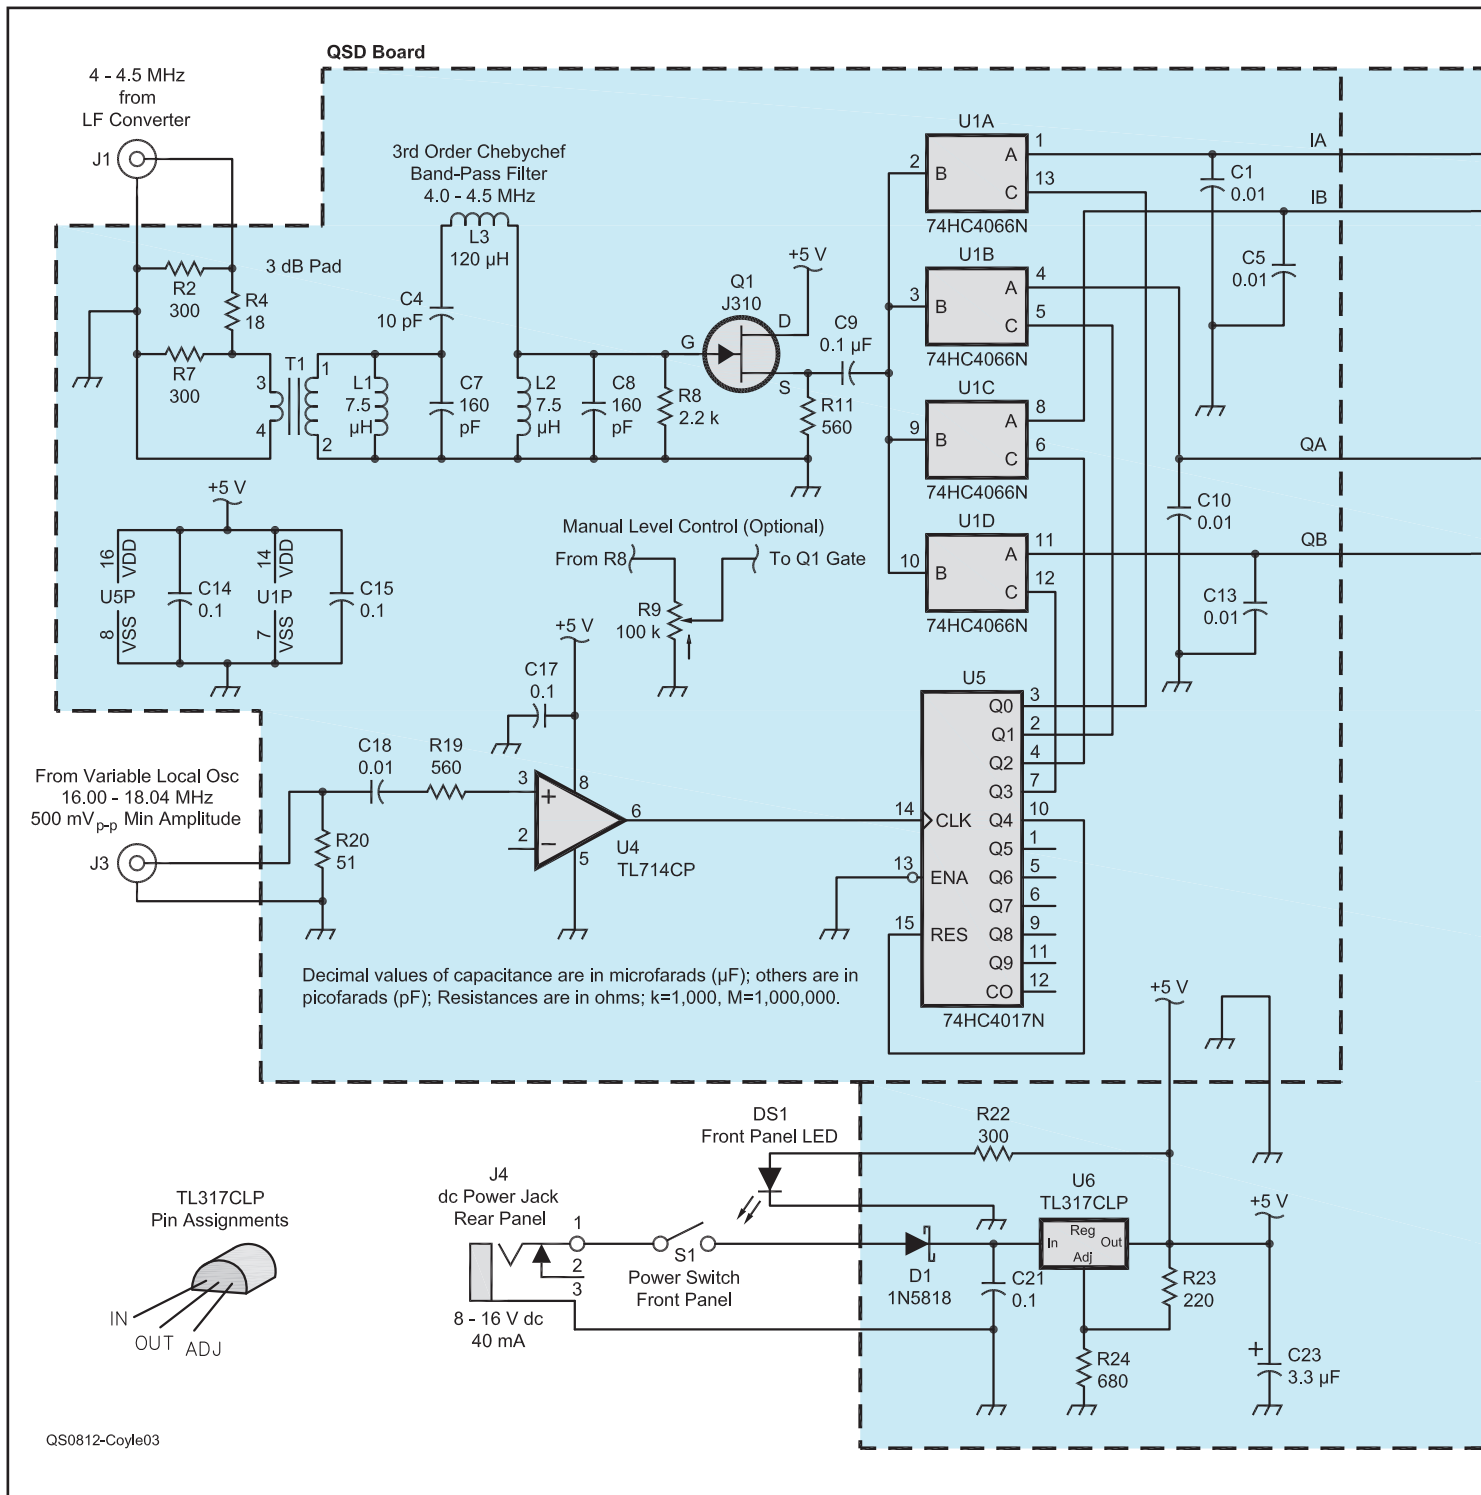 QSD Board
4 - 4.5 MHz
from
LF Converter
J1
3rd Order Chebychef
Band-Pass Filter
4.0 - 4.5 MHz
L3
120 µH
3 dB Pad
R2
300
R4
18
R7
300
C4
10 pF
T1
1
2
3
4
L1
7.5
µH
C7
160
pF
L2
7.5
µH
C8
160
pF
R8
2.2 k
Q1
J310
G
D
S
+5 V
C9
0.1 µF
R11
560
U1A
2
B
A
1
C
13
74HC4066N
U1B
3
B
A
4
C
5
74HC4066N
U1C
9
B
A
8
C
6
74HC4066N
U1D
10
B
A
11
C
12
74HC4066N
IA
C1
0.01
IB
C5
0.01
QA
C10
0.01
QB
C13
0.01
+5 V
16
VDD
U5P
8
VSS
C14
0.1
14
VDD
U1P
7
VSS
C15
0.1
Manual Level Control (Optional)
From R8
To Q1 Gate
R9
100 k
+5 V
C17
0.1
From Variable Local Osc
16.00 - 18.04 MHz
500 mVp-p Min Amplitude
J3
C18
0.01
R19
560
R20
51
3
+
2
−
8
5
6
U4
TL714CP
U5
14
CLK
13
ENA
15
RES
Q0
3
Q1
2
Q2
4
Q3
7
Q4
10
Q5
1
Q6
5
Q7
6
Q8
9
Q9
11
CO
12
74HC4017N
Decimal values of capacitance are in microfarads (µF); others are in
picofarads (pF); Resistances are in ohms; k=1,000, M=1,000,000.
+5 V
DS1
Front Panel LED
R22
300
TL317CLP
Pin Assignments
IN
OUT
ADJ
J4
dc Power Jack
Rear Panel
1
2
3
8 - 16 V dc
40 mA
S1
Power Switch
Front Panel
D1
1N5818
C21
0.1
U6
TL317CLP
Reg
In
Out
Adj
+5 V
R23
220
R24
680
+
C23
3.3 µF
QS0812-Coyle03